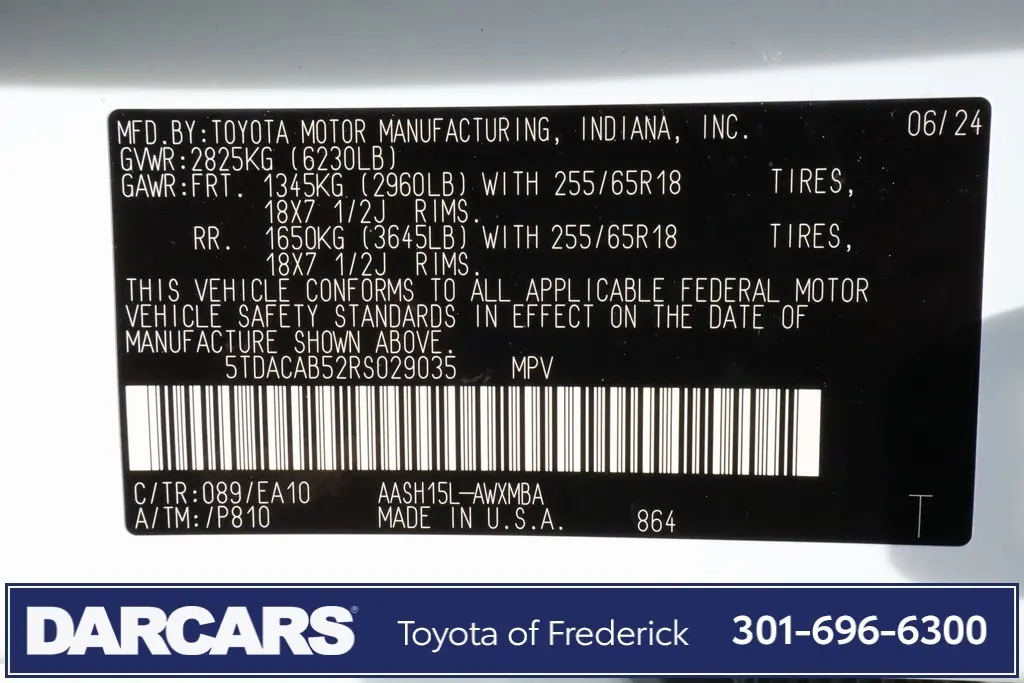 MFD.BY:TOYOTA MOTOR MANUFACTURING, INDIANA, INC. 06/24
GVWR:2825KG (6230LB)
GAWR:FRT. 1345KG (2960LB) WITH 255/65R18 TIRES,
18X7 1/2J RIMS.
RR. 1650KG (3645LB) WITH 255/65R18 TIRES,
18X7 1/2J RIMS.
THIS VEHICLE CONFORMS TO ALL APPLICABLE FEDERAL MOTOR
VEHICLE SAFETY STANDARDS IN EFFECT ON THE DATE OF
MANUFACTURE SHOWN ABOVE.
5TDACAB52RS029035 MPV
C/TR:089/EA10 AASH15L-AWXMBA
A/TM:/P810 MADE IN U.S.A. 864 T
DARCARS® Toyota of Frederick 301-696-6300